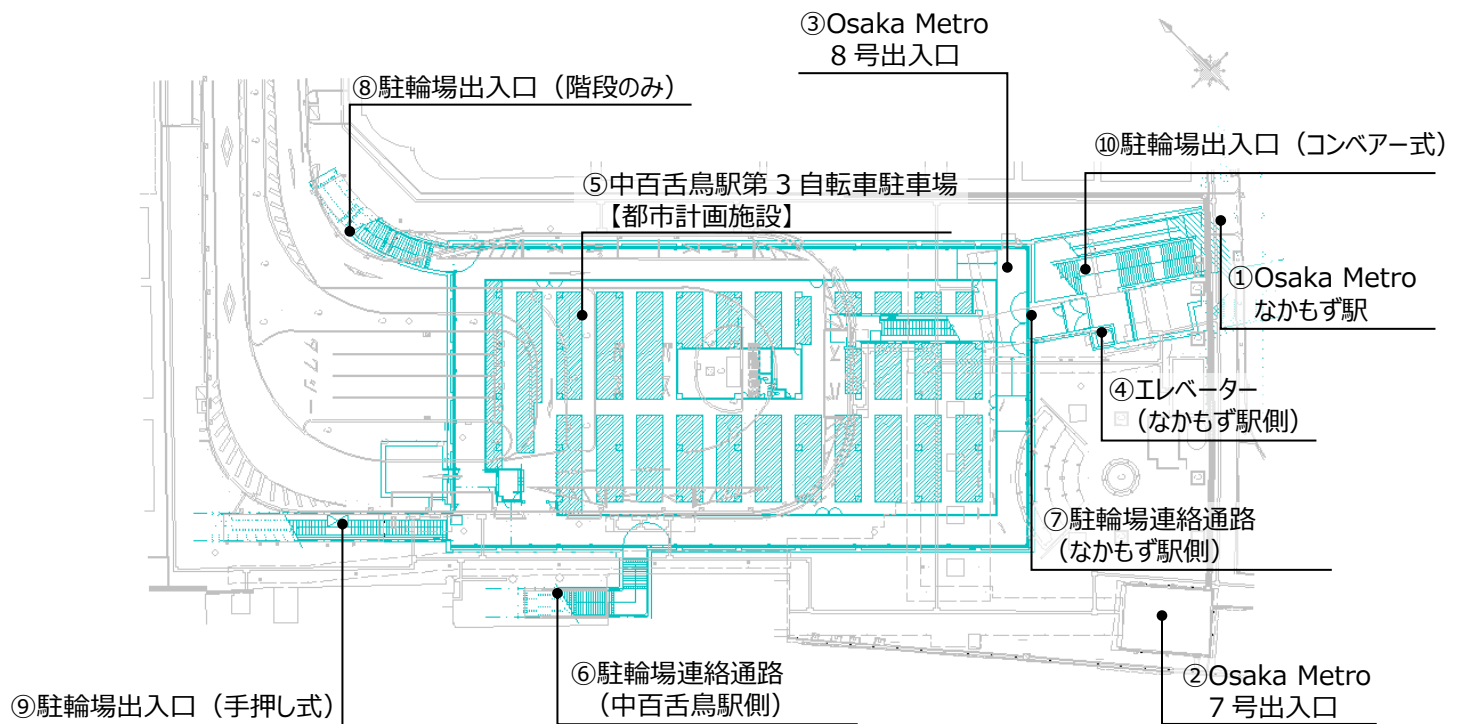 ③Osaka Metro
8号出入口
⑧駐輪場出入口（階段のみ）
⑩駐輪場出入口（コンベアー式）
⑤中百舌鳥駅第3自転車駐車場
【都市計画施設】
①Osaka Metro
なかもず駅
④エレベーター
（なかもず駅側）
⑦駐輪場連絡通路
（なかもず駅側）
⑥駐輪場連絡通路
（中百舌鳥駅側）
②Osaka Metro
7号出入口
⑨駐輪場出入口（手押し式）